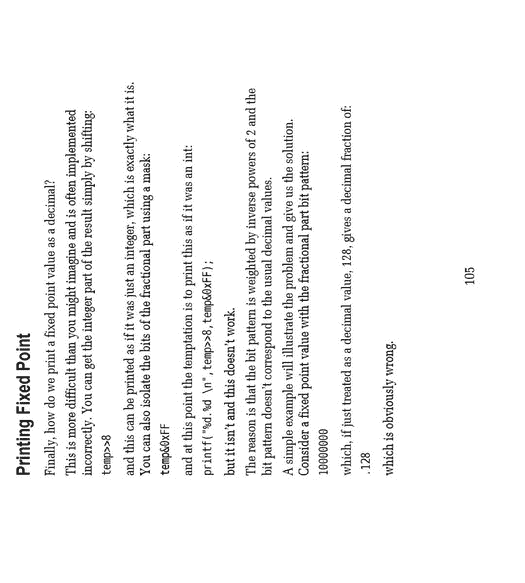 Printing Fixed Point
Finally, how do we print a fixed point value as a decimal?
This is more difficult than you might imagine and is often implemented
incorrectly. You can get the integer part of the result simply by shifting:
temp>>8
and this can be printed as if it was just an integer, which is exactly what it is.
You can also isolate the bits of the fractional part using a mask:
temp&0xFF
and at this point the temptation is to print this as if it was an int:
printf("%d.%d \n",temp>>8,temp&0xFF);
but it isn't and this doesn't work.
The reason is that the bit pattern is weighted by inverse powers of 2 and the
bit pattern doesn't correspond to the usual decimal values.
A simple example will illustrate the problem and give us the solution.
Consider a fixed point value with the fractional part bit pattern:
10000000
which, if just treated as a decimal value, 128, gives a decimal fraction of:
.128
which is obviously wrong.
105